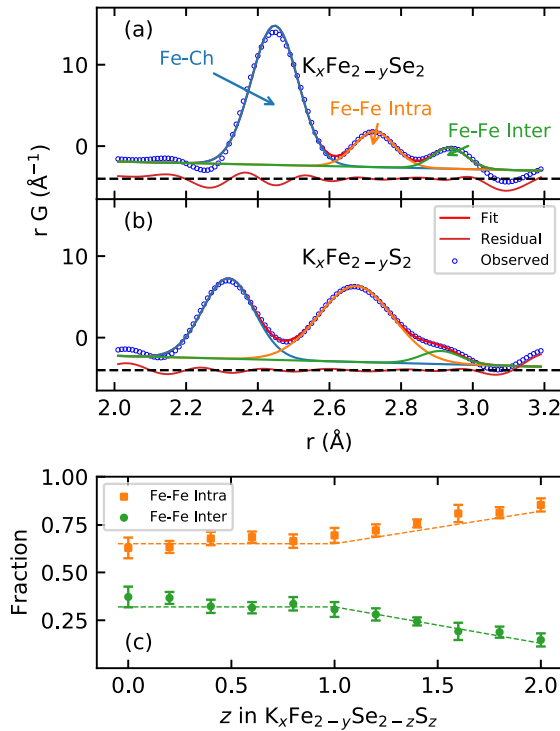 (a)
Fe-Ch
KₓFe₂₋ᵧSe₂
Fe-Fe Intra
Fe-Fe Inter
10
0
r G (Å⁻¹)
(b)
KₓFe₂₋ᵧS₂
Fit
Residual
Observed
10
0
2.0 2.2 2.4 2.6 2.8 3.0 3.2
r (Å)
1.00
0.75
0.50
0.25
Fraction
Fe-Fe Intra
Fe-Fe Inter
(c)
0.0 0.5 1.0 1.5 2.0
z in KₓFe₂₋ᵧSe₂₋zSz